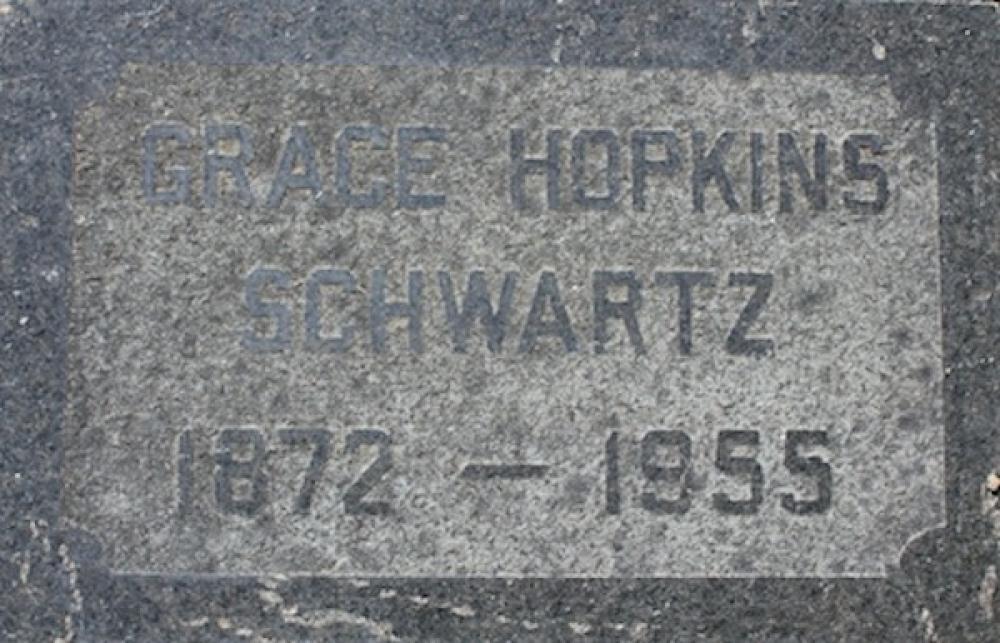 GRACE HOPKINS
SCHWARTZ
1872 — 1955